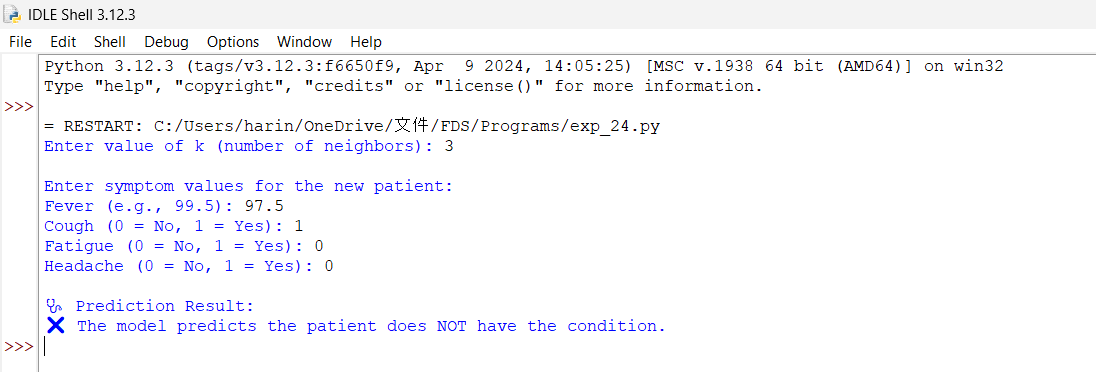 IDLE Shell 3.12.3
File Edit Shell Debug Options Window Help
Python 3.12.3 (tags/v3.12.3:f6650f9, Apr  9 2024, 14:05:25) [MSC v.1938 64 bit (AMD64)] on win32
Type "help", "copyright", "credits" or "license()" for more information.
>>>
= RESTART: C:/Users/harin/OneDrive/文件/FDS/Programs/exp_24.py
Enter value of k (number of neighbors): 3
Enter symptom values for the new patient:
Fever (e.g., 99.5): 97.5
Cough (0 = No, 1 = Yes): 1
Fatigue (0 = No, 1 = Yes): 0
Headache (0 = No, 1 = Yes): 0
🩺 Prediction Result:
❌ The model predicts the patient does NOT have the condition.
>>>